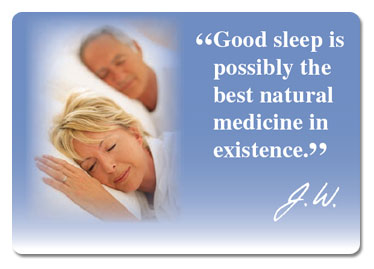 “Good sleep is
possibly the
best natural
medicine in
existence.”
J.W.